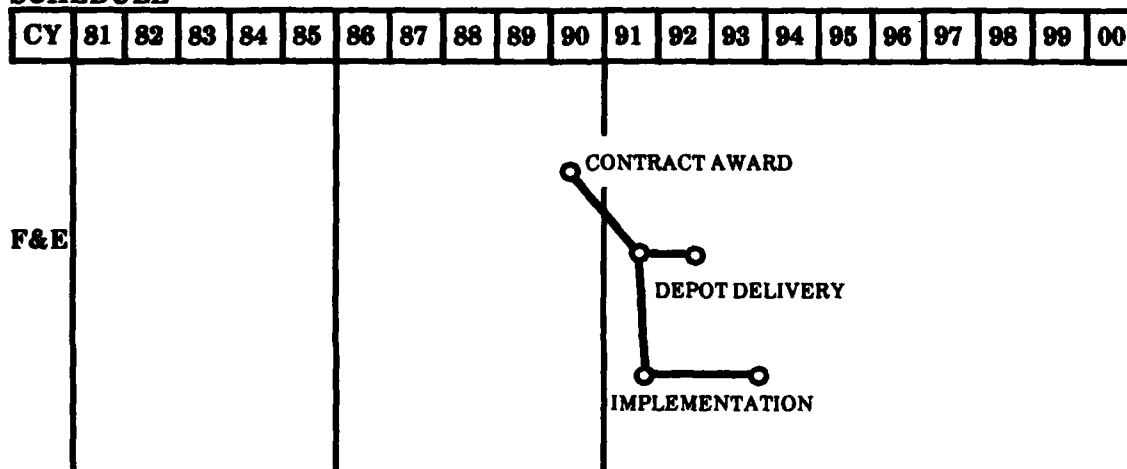 SCHEDULE
CY 81 82 83 84 85 86 87 88 89 90 91 92 93 94 95 96 97 98 99 00
CONTRACT AWARD
F&E
DEPOT DELIVERY
IMPLEMENTATION